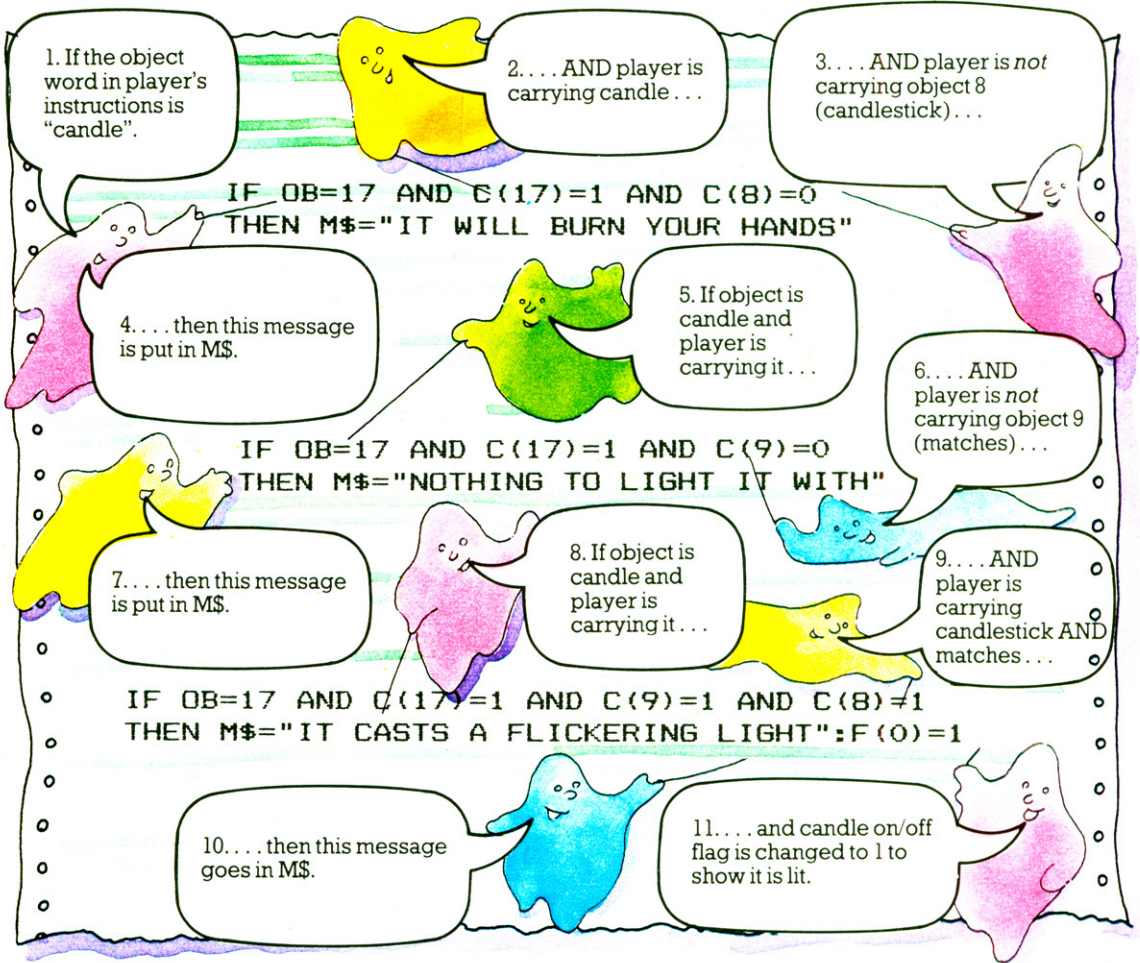 1. If the object
word in player's
instructions is
"candle".
2. . . . AND player is
carrying candle . . .
3. . . . AND player is not
carrying object 8
(candlestick) . . .
IF OB=17 AND C(17)=1 AND C(8)=0
THEN M$="IT WILL BURN YOUR HANDS"
4. . . . then this message
is put in M$.
5. If object is
candle and
player is
carrying it . . .
6. . . . AND
player is not
carrying object 9
(matches) . . .
IF OB=17 AND C(17)=1 AND C(9)=0
THEN M$="NOTHING TO LIGHT IT WITH"
7. . . . then this message
is put in M$.
8. If object is
candle and
player is
carrying it . . .
9. . . . AND
player is
carrying
candlestick AND
matches . . .
IF OB=17 AND C(17)=1 AND C(9)=1 AND C(8)=1
THEN M$="IT CASTS A FLICKERING LIGHT":F(0)=1
10. . . . then this message
goes in M$.
11. . . . and candle on/off
flag is changed to 1 to
show it is lit.